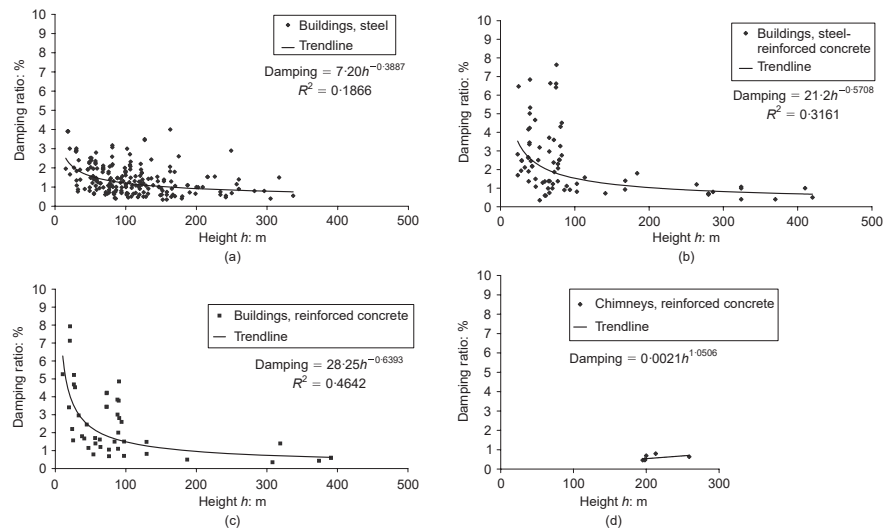 10
9
8
7
6
5
4
3
2
1
0
Damping ratio: %
Buildings, steel
Trendline
Damping = 7·20h−0·3887
R2 = 0·1866
0 100 200 300 400 500
Height h: m
(a)
10
9
8
7
6
5
4
3
2
1
0
Damping ratio: %
Buildings, steel-
reinforced concrete
Trendline
Damping = 21·2h−0·5708
R2 = 0·3161
0 100 200 300 400 500
Height h: m
(b)
10
9
8
7
6
5
4
3
2
1
0
Damping ratio: %
Buildings, reinforced concrete
Trendline
Damping = 28·25h−0·6393
R2 = 0·4642
0 100 200 300 400 500
Height h: m
(c)
10
9
8
7
6
5
4
3
2
1
0
Damping ratio: %
Chimneys, reinforced concrete
Trendline
Damping = 0·0021h1·0506
0 100 200 300
Height h: m
(d)